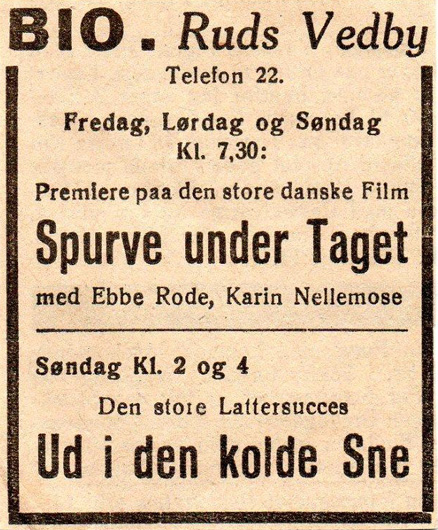 BIO. Ruds Vedby
Telefon 22.
Fredag, Lørdag og Søndag
Kl. 7,30:
Premiere paa den store danske Film
Spurve under Taget
med Ebbe Rode, Karin Nellemose
Søndag Kl. 2 og 4
Den store Lattersucces
Ud i den kolde Sne